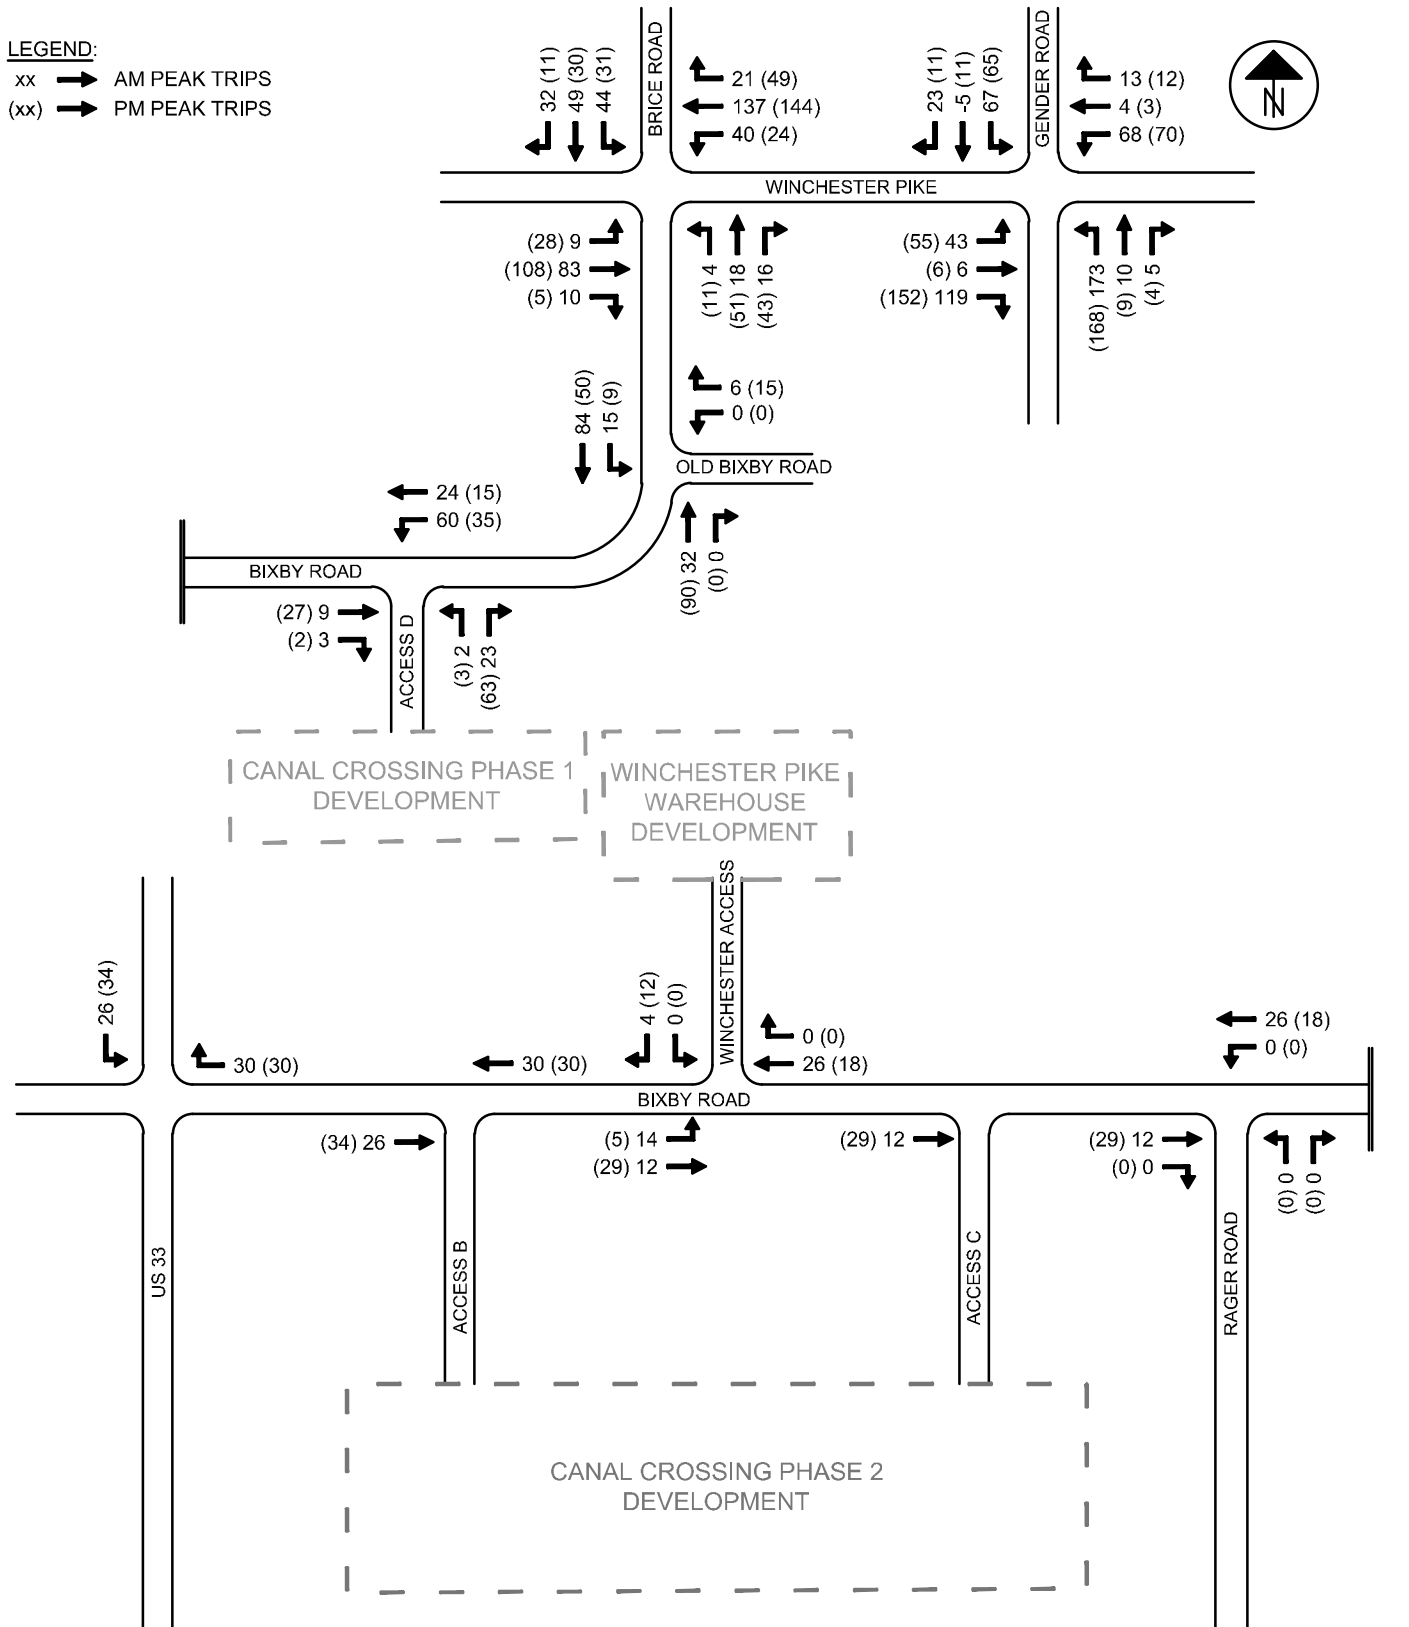 LEGEND:
xx AM PEAK TRIPS
(xx) PM PEAK TRIPS
32 (11)
49 (30)
44 (31)
BRICE ROAD
21 (49)
137 (144)
40 (24)
23 (11)
-5 (11)
67 (65)
GENDER ROAD
13 (12)
4 (3)
68 (70)
N
WINCHESTER PIKE
(28) 9
(108) 83
(5) 10
(11) 4
(51) 18
(43) 16
(55) 43
(6) 6
(152) 119
(168) 173
(9) 10
(4) 5
84 (50)
15 (9)
6 (15)
0 (0)
OLD BIXBY ROAD
24 (15)
60 (35)
(90) 32
(0) 0
BIXBY ROAD
(27) 9
(2) 3
ACCESS D
(3) 2
(63) 23
CANAL CROSSING PHASE 1
DEVELOPMENT
WINCHESTER PIKE
WAREHOUSE
DEVELOPMENT
WINCHESTER ACCESS
26 (34)
30 (30)
30 (30)
4 (12)
0 (0)
0 (0)
26 (18)
26 (18)
0 (0)
BIXBY ROAD
(34) 26
(5) 14
(29) 12
(29) 12
(29) 12
(0) 0
(0) 0
(0) 0
US 33
ACCESS B
ACCESS C
RAGER ROAD
CANAL CROSSING PHASE 2
DEVELOPMENT